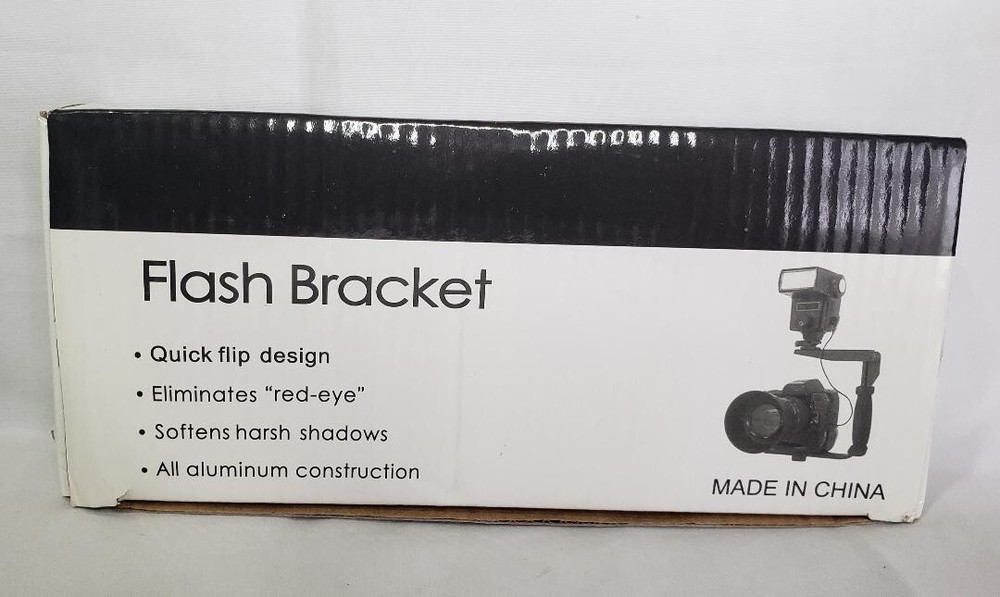 Flash Bracket
• Quick flip design
• Eliminates “red-eye”
• Softens harsh shadows
• All aluminum construction
MADE IN CHINA